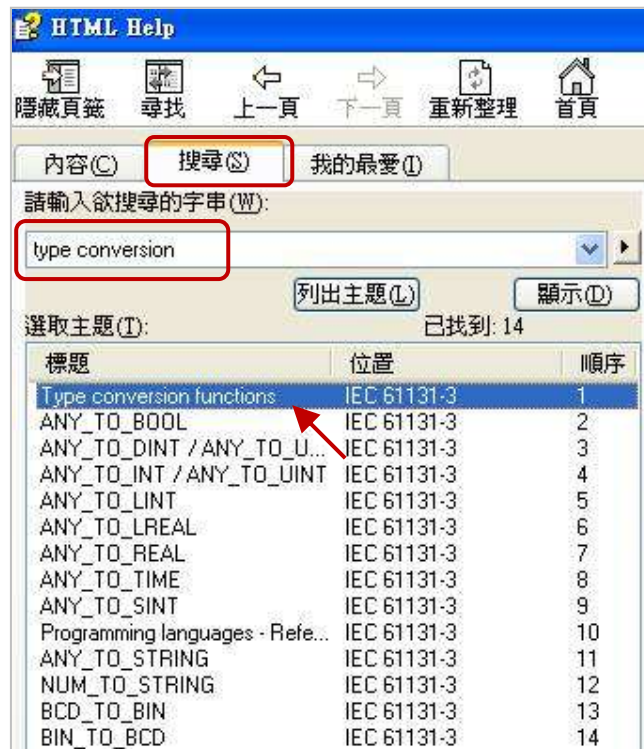 HTML Help
隱藏頁籤 尋找 上一頁 下一頁 重新整理 首頁
內容(C) 搜尋(S) 我的最愛(I)
請輸入欲搜尋的字串(W):
type conversion
列出主題(L) 顯示(D)
選取主題(T): 已找到: 14
標題 位置 順序
Type conversion functions IEC 61131-3 1
ANY_TO_BOOL IEC 61131-3 2
ANY_TO_DINT / ANY_TO_U... IEC 61131-3 3
ANY_TO_INT / ANY_TO_UINT IEC 61131-3 4
ANY_TO_LINT IEC 61131-3 5
ANY_TO_LREAL IEC 61131-3 6
ANY_TO_REAL IEC 61131-3 7
ANY_TO_TIME IEC 61131-3 8
ANY_TO_SINT IEC 61131-3 9
Programming languages - Refe... IEC 61131-3 10
ANY_TO_STRING IEC 61131-3 11
NUM_TO_STRING IEC 61131-3 12
BCD_TO_BIN IEC 61131-3 13
BIN_TO_BCD IEC 61131-3 14